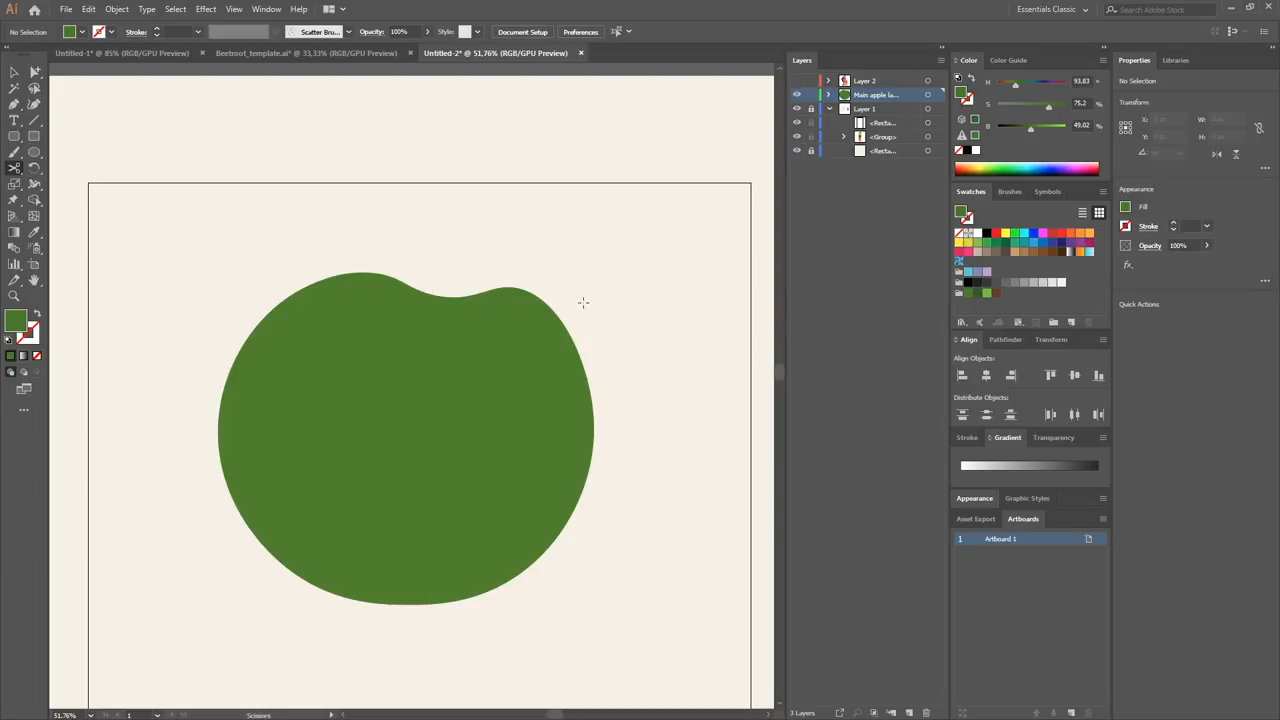 Ai File Edit Object Type Select Effect View Window Help Essentials Classic Search Adobe Stock
No Selection Stroke: Scatter Bru... Opacity: 100% Style: Document Setup Preferences
Untitled-1* @ 85% (RGB/GPU Preview) × Beetroot_template.ai* @ 33,33% (RGB/GPU Preview) × Untitled-2* @ 51,76% (RGB/GPU Preview) ×
Layers
Layer 2
Main apple la...
Layer 1
<Recta...
<Group>
<Recta...
3 Layers
Color Color Guide
H 93.83 °
S 75.2 %
B 49.02 %
Swatches Brushes Symbols
Align Pathfinder Transform
Align Objects:
Distribute Objects:
Stroke Gradient Transparency
Appearance Graphic Styles
Asset Export Artboards
1 Artboard 1
Properties Libraries
No Selection
Transform
X: W:
Y: H:
Appearance
Fill
Stroke
Opacity 100%
fx.
Quick Actions
51,76% 1 Scissors